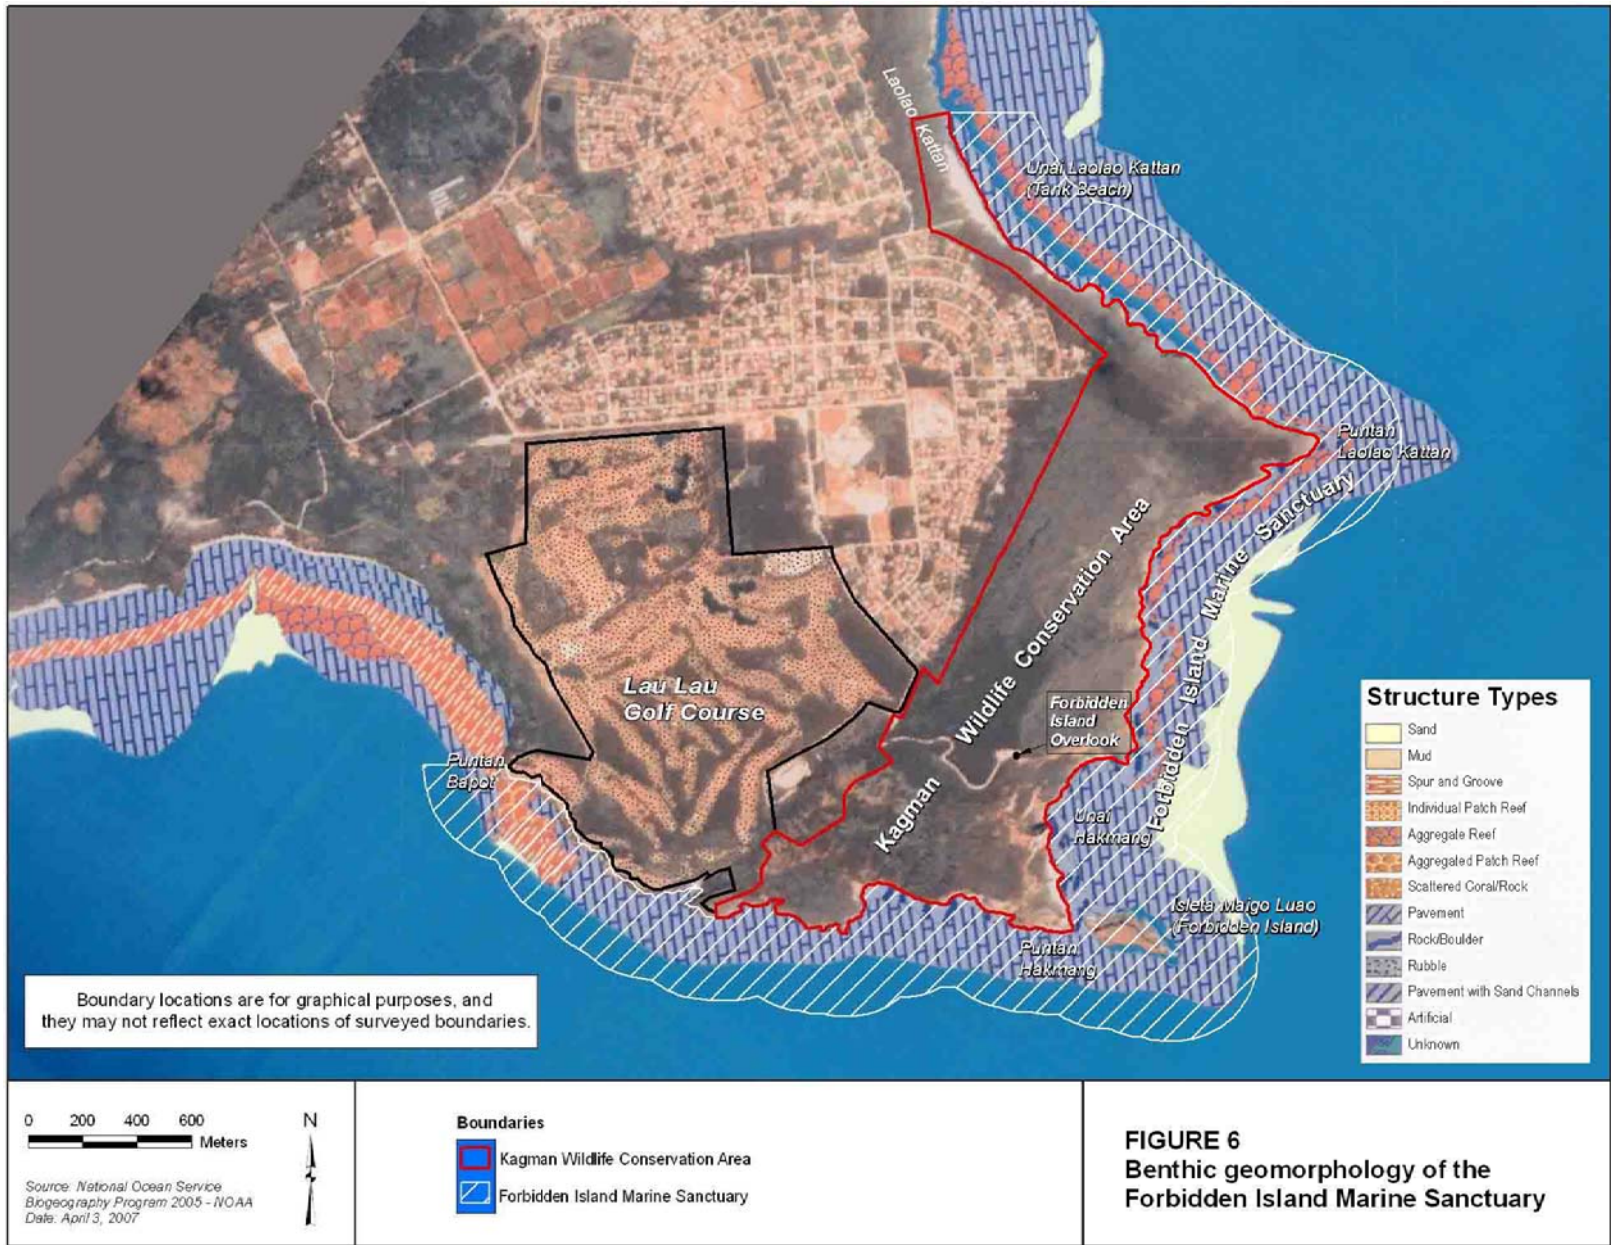 Laolao Kattan
Unai Laolao Kattan
(Tank Beach)
Puntan
Laolao Kattan
Forbidden Island Marine Sanctuary
Kagman Wildlife Conservation Area
Lau Lau
Golf Course
Forbidden
Island
Overlook
Puntan
Bapot
Unai
Hakmang
Isleta Maigo Luao
(Forbidden Island)
Puntan
Hakmang
Structure Types
Sand
Mud
Spur and Groove
Individual Patch Reef
Aggregate Reef
Aggregaled Patch Reef
Scattered Coral/Rock
Pavement
Rock/Boulder
Rubble
Pavement with Sand Channels
Artificial
Unknown
Boundary locations are for graphical purposes, and
they may not reflect exact locations of surveyed boundaries.
0 200 400 600
Meters
N
Source: National Ocean Service
Biogeography Program 2005 - NOAA
Date: April 3, 2007
Boundaries
Kagman Wildlife Conservation Area
Forbidden Island Marine Sanctuary
FIGURE 6
Benthic geomorphology of the
Forbidden Island Marine Sanctuary